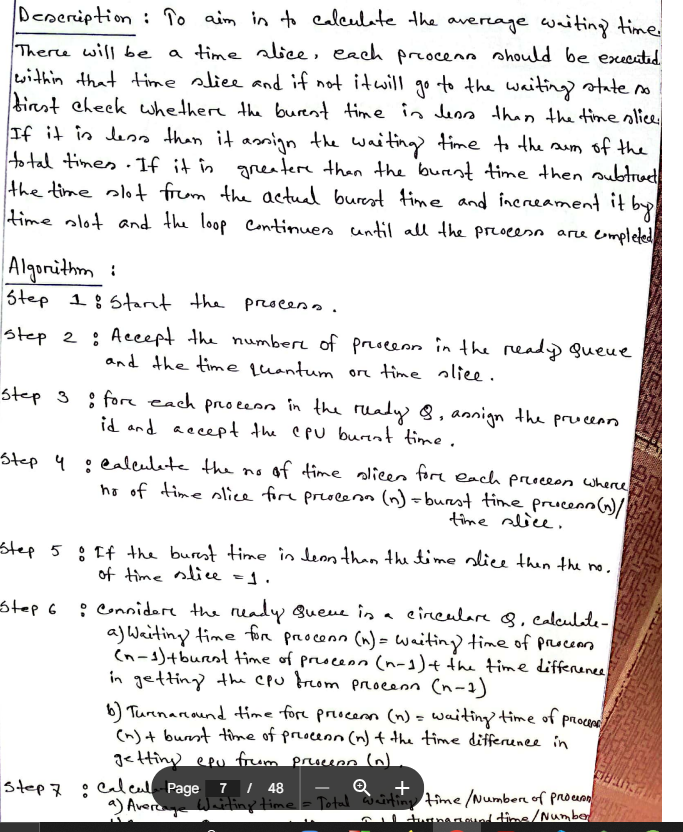 Description : To aim is to calculate the average waiting time.
There will be a time slice, each process should be executed
within that time slice and if not it will go to the waiting state so
first check whether the burst time is less than the time slice.
If it is less than it assign the waiting time to the sum of the
total times. If it is greater than the burst time then subtract
the time slot from the actual burst time and increament it by
time slot and the loop continues until all the process are completed
Algorithm :
Step 1 : Start the process.
Step 2 : Accept the number of process in the ready Queue
and the time quantum or time slice.
Step 3 : for each process in the ready Q, assign the process
id and accept the CPU burst time.
Step 4 : calculate the no of time slices for each process where
no of time slice for process (n) = burst time process(n)/
time slice.
Step 5 : If the burst time is less than the time slice then the no.
of time slice = 1.
Step 6 : Considare the ready Queue is a circular Q, calculate-
a) Waiting time for process (n) = waiting time of process
(n-1)+burst time of process (n-1)+ the time difference
in getting the CPU from process (n-1)
b) Turnaround time for process (n) = waiting time of process
(n) + burst time of process (n) + the time difference in
getting cpu from process (n).
Step 7 : Calcul
Page 7 / 48 − +
a) Average Waiting time = Total waiting time /Number of process
turnaround time / Number